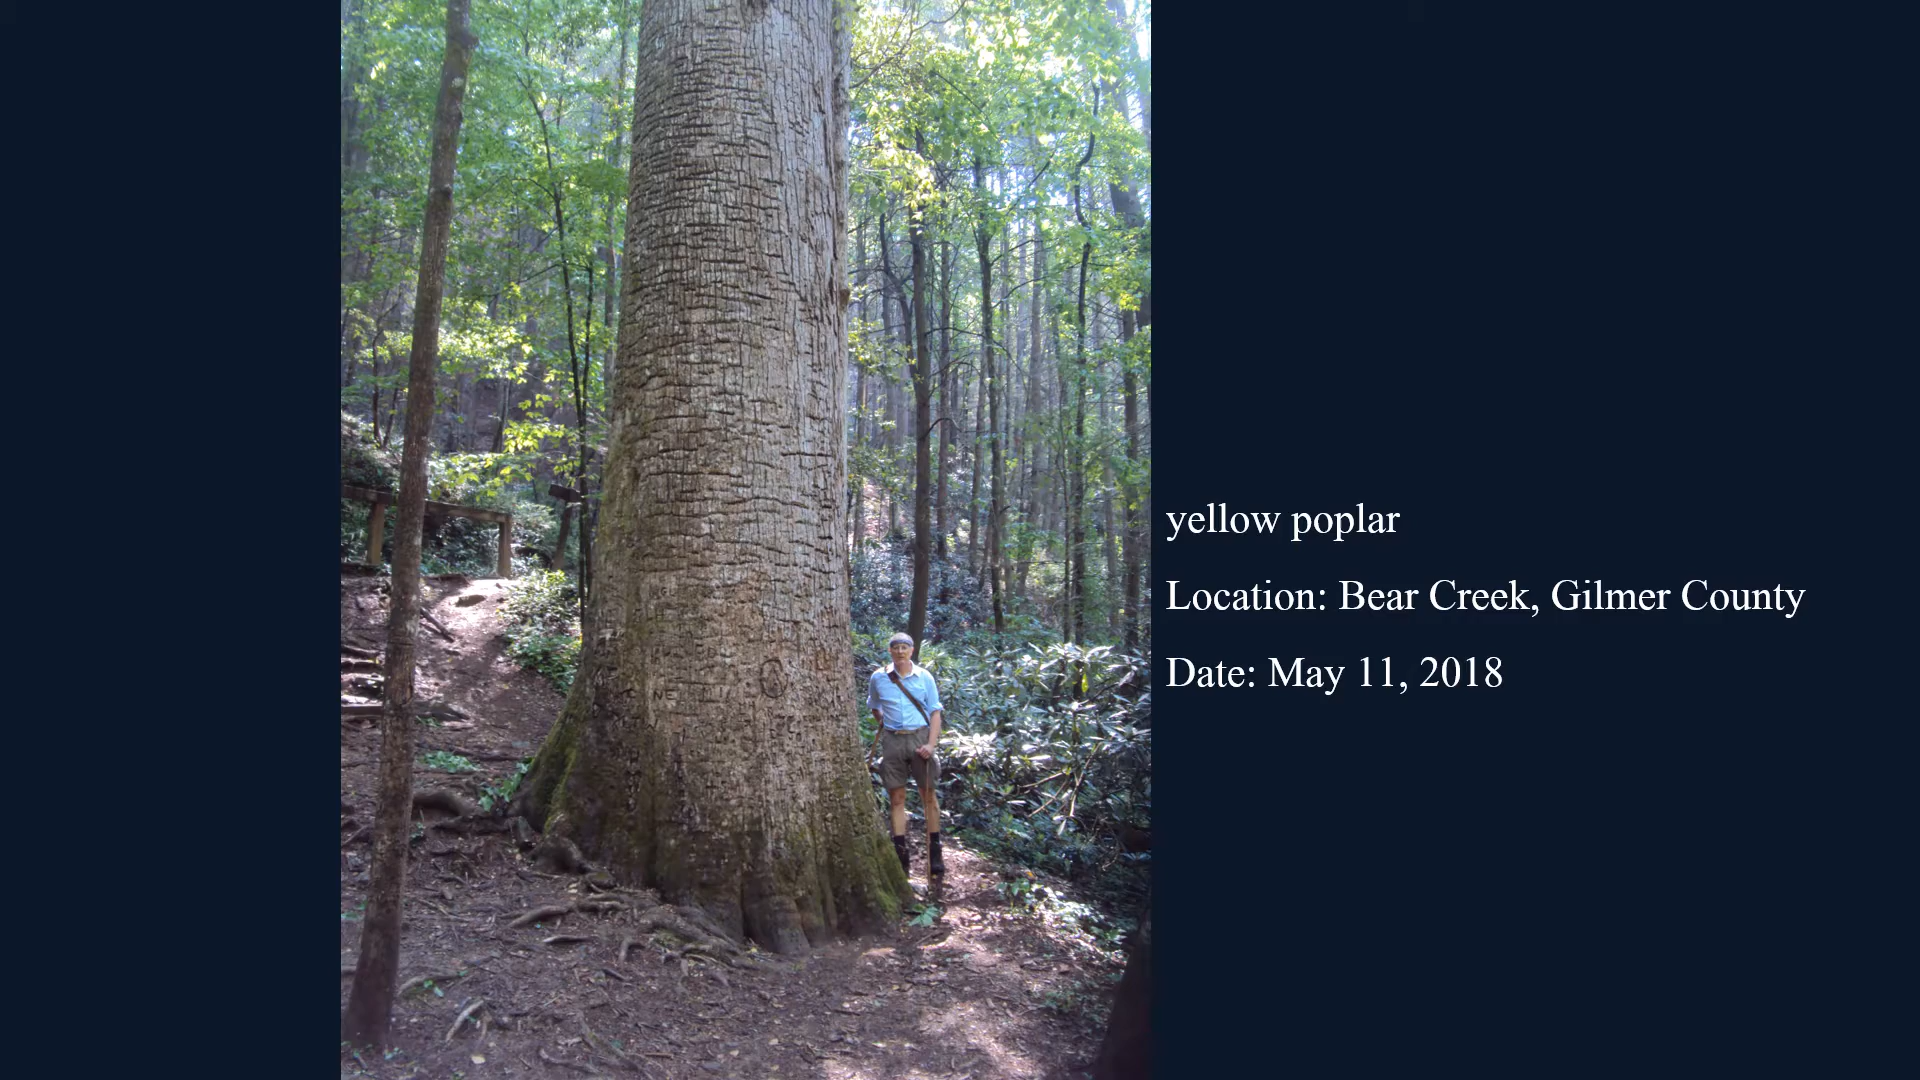 yellow poplar
Location: Bear Creek, Gilmer County
Date: May 11, 2018